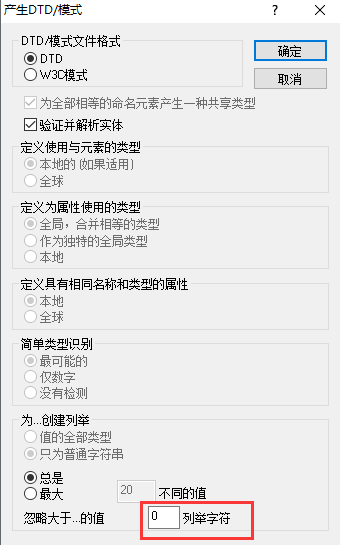 产生DTD/模式
DTD/模式文件格式
DTD
W3C模式
确定
取消
为全部相等的命名元素产生一种共享类型
验证并解析实体
定义使用与元素的类型
本地的(如果适用)
全球
定义为属性使用的类型
全局，合并相等的类型
作为独特的全局类型
本地
定义具有相同名称和类型的属性
本地
全球
简单类型识别
最可能的
仅数字
没有检测
为...创建列举
值的全部类型
只为普通字符串
总是
最大 20 不同的值
忽略大于...的值 0 列举字符